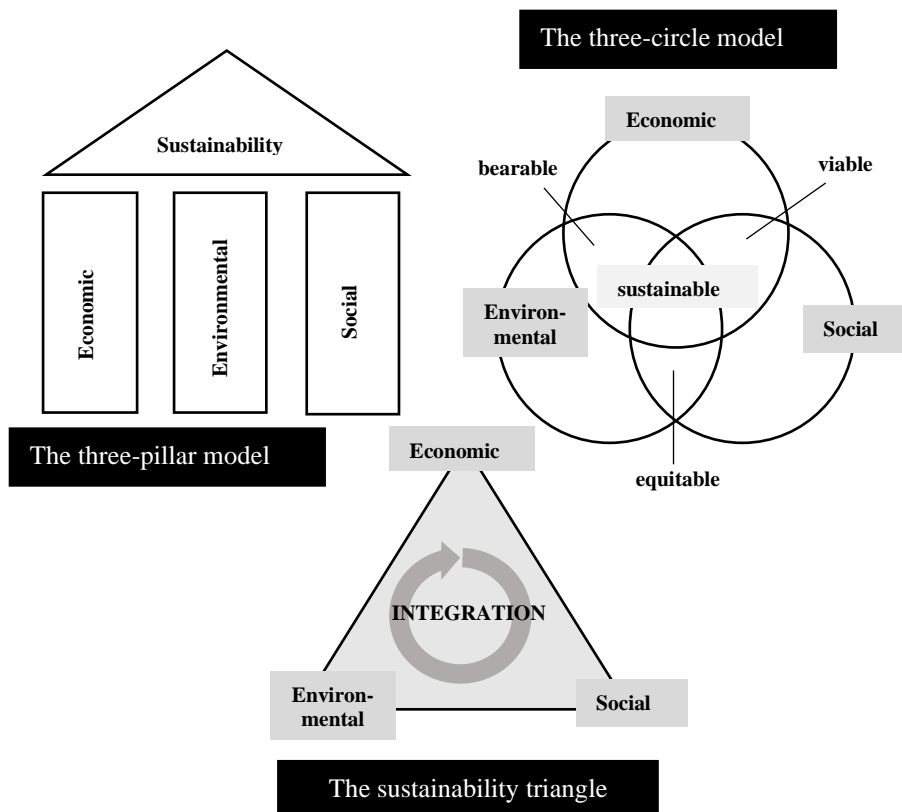 The three-circle model
Sustainability
Economic
Environmental
Social
The three-pillar model
Economic
bearable
viable
sustainable
Environ-
mental
Social
equitable
Economic
INTEGRATION
Environ-
mental
Social
The sustainability triangle